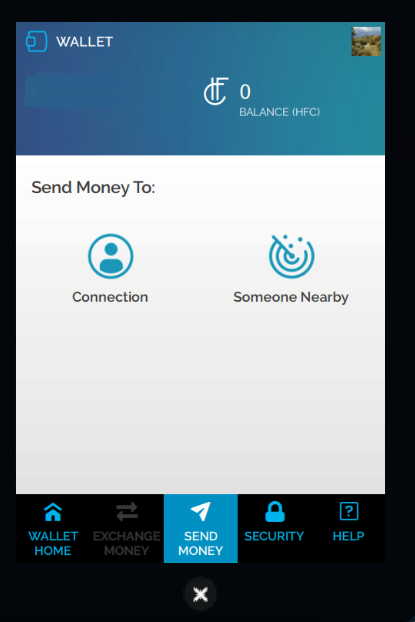 WALLET
0
BALANCE (HFC)
Send Money To:
Connection
Someone Nearby
WALLET HOME
EXCHANGE MONEY
SEND MONEY
SECURITY
HELP